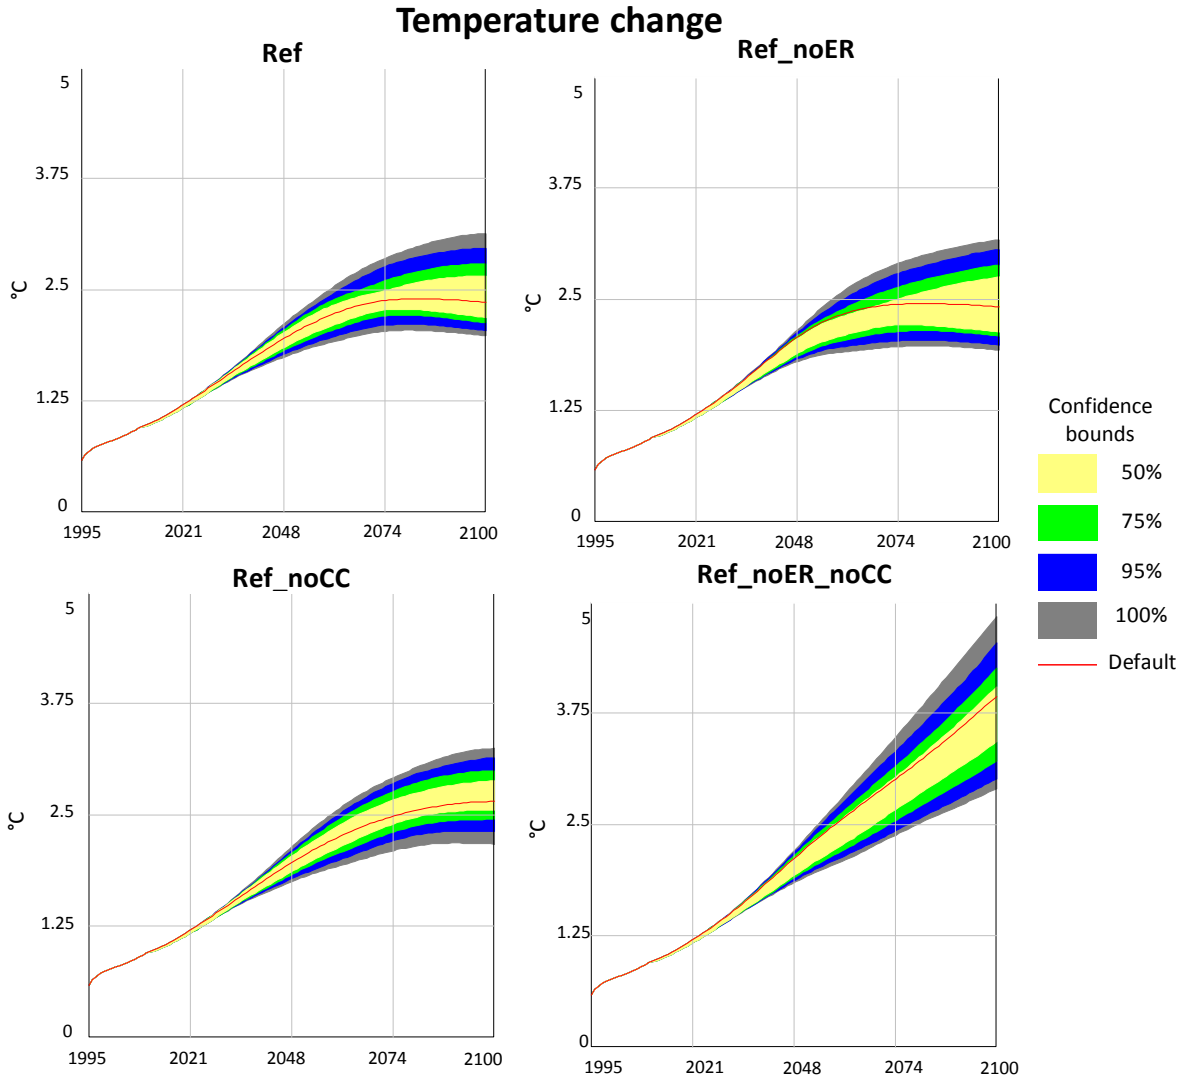 Temperature change
Ref
5
3.75
2.5
1.25
0
°C
1995 2021 2048 2074 2100
Ref_noER
5
3.75
2.5
1.25
0
°C
1995 2021 2048 2074 2100
Ref_noCC
5
3.75
2.5
1.25
0
°C
1995 2021 2048 2074 2100
Ref_noER_noCC
5
3.75
2.5
1.25
0
°C
1995 2021 2048 2074 2100
Confidence
bounds
50%
75%
95%
100%
Default